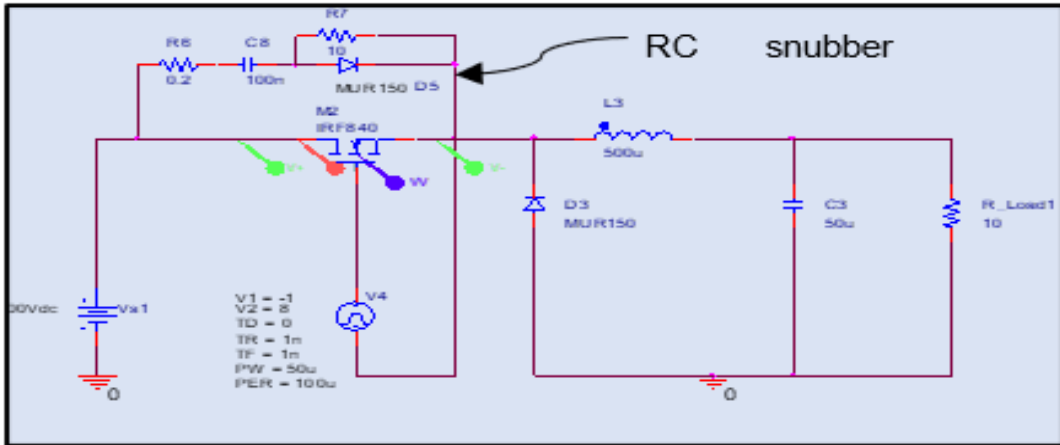 R7
10
RC snubber
R6
0.2
C8
100n
MUR150 D5
M2
IRF840
L3
500u
D3
MUR150
C3
50u
R_Load1
10
00Vdc
Vs1
V4
V1 = -1
V2 = 8
TD = 0
TR = 1n
TF = 1n
PW = 50u
PER = 100u
0
0